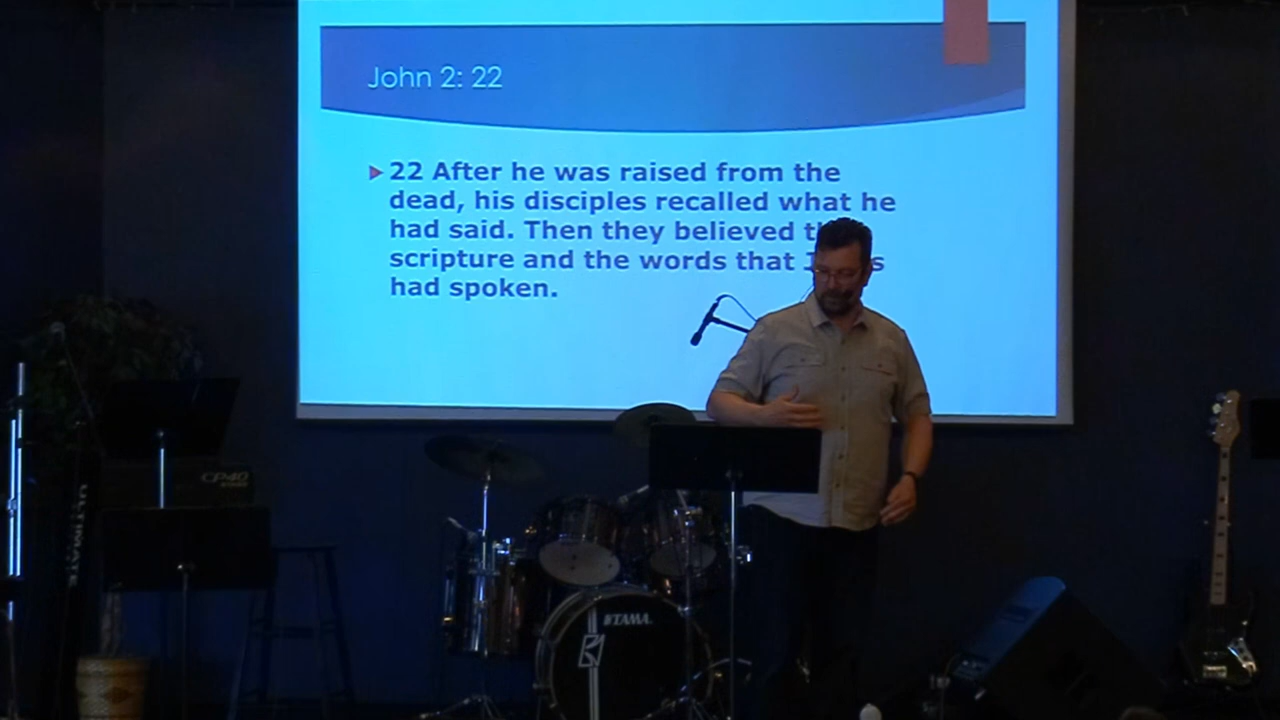 John 2: 22
22 After he was raised from the
dead, his disciples recalled what he
had said. Then they believed
scripture and the words that
had spoken.
CP40
ULTIMATE
TAMA